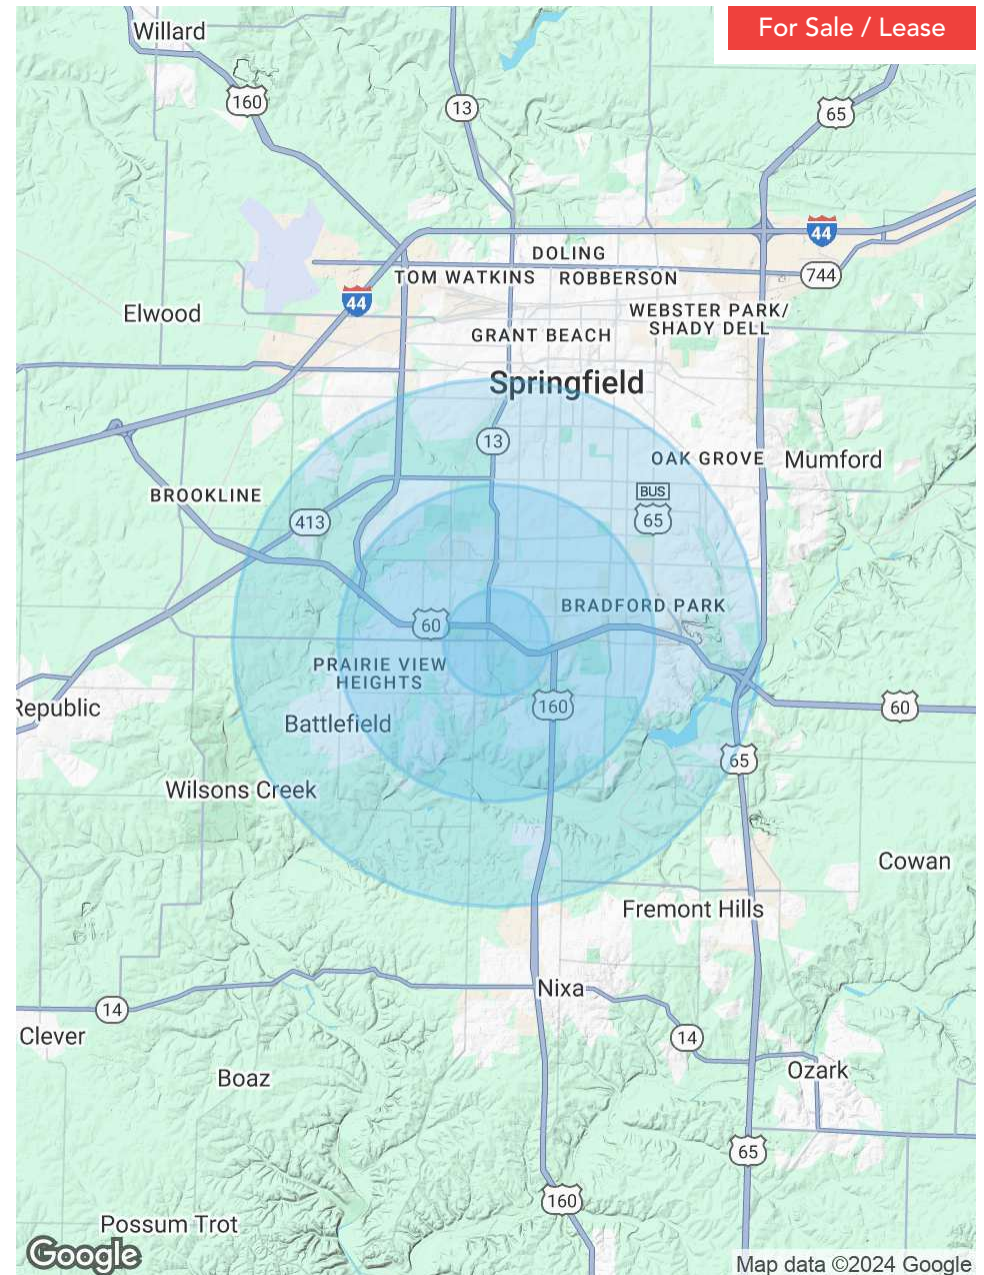 For Sale / Lease
Willard
160
13
65
44
DOLING
744
TOM WATKINS
ROBBERSON
44
Elwood
WEBSTER PARK/
SHADY DELL
GRANT BEACH
Springfield
13
OAK GROVE
Mumford
BROOKLINE
BUS
65
413
BRADFORD PARK
60
PRAIRIE VIEW
HEIGHTS
160
Republic
60
Battlefield
65
Wilsons Creek
Cowan
Fremont Hills
Nixa
14
Clever
14
Boaz
Ozark
65
160
Possum Trot
Google
Map data ©2024 Google